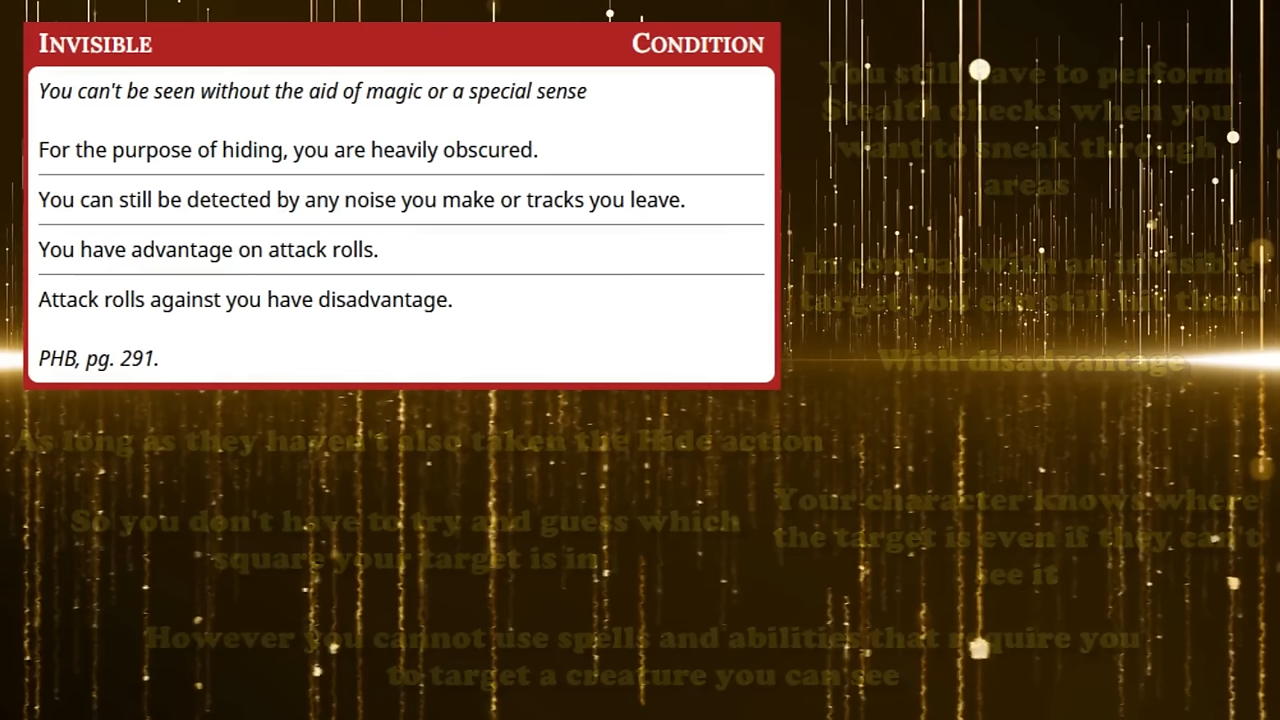 Invisible Condition
You can't be seen without the aid of magic or a special sense
For the purpose of hiding, you are heavily obscured.
You can still be detected by any noise you make or tracks you leave.
You have advantage on attack rolls.
Attack rolls against you have disadvantage.
PHB, pg. 291.
You still have to perform
Stealth checks when you
want to sneak through
areas
In combat with an invisible
target you can still hit them
With disadvantage
As long as they haven't also taken the Hide action
So you don't have to try and guess which
square your target is in
Your character knows where
the target is even if they can't
see it
However you cannot use spells and abilities that require you
to target a creature you can see